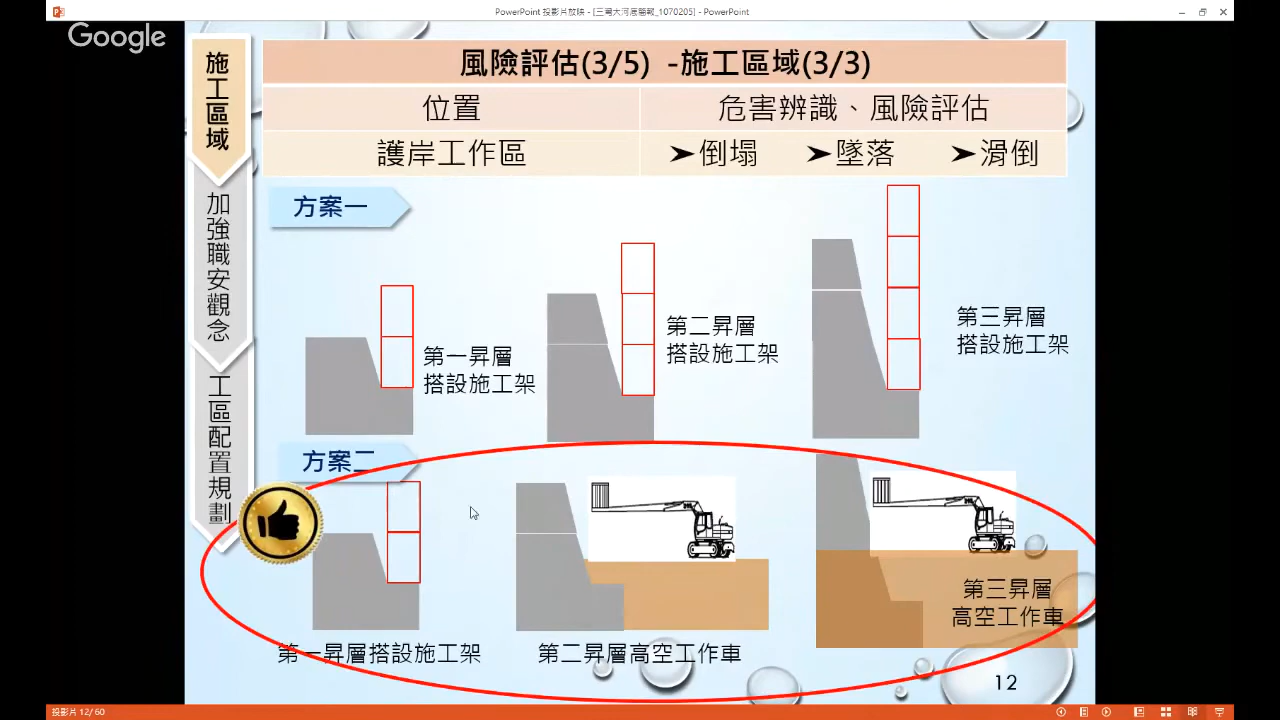 PowerPoint 投影片放映 - [三灣大河底簡報_1070205] - PowerPoint
Google
施工區域
加強職安觀念
工區配置規劃
風險評估(3/5) -施工區域(3/3)
位置 危害辨識、風險評估
護岸工作區 ➤倒塌 ➤墜落 ➤滑倒
方案一
第一昇層
搭設施工架
第二昇層
搭設施工架
第三昇層
搭設施工架
方案二
第一昇層搭設施工架
第二昇層高空工作車
第三昇層
高空工作車
12
投影片 12/60